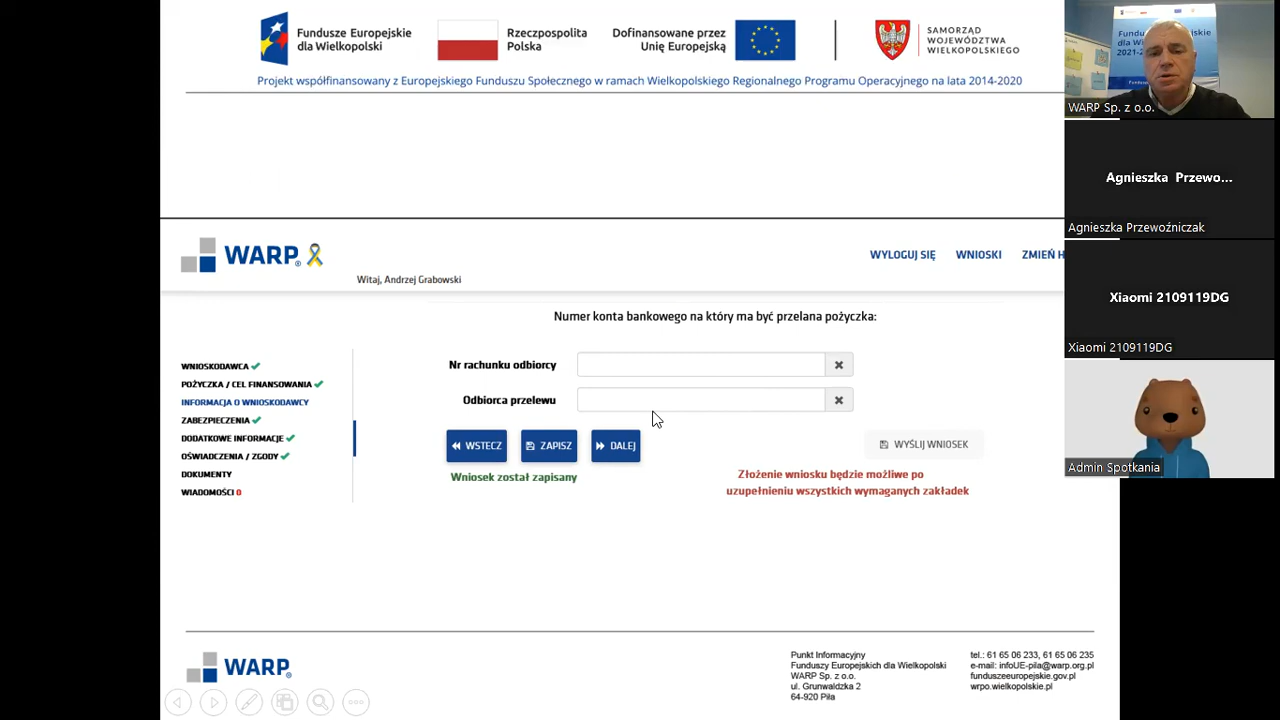 Fundusze Europejskie
dla Wielkopolski
Rzeczpospolita
Polska
Dofinansowane przez
Unię Europejską
SAMORZĄD
WOJEWÓDZTWA
WIELKOPOLSKIEGO
Projekt współfinansowany z Europejskiego Funduszu Społecznego w ramach Wielkopolskiego Regionalnego Programu Operacyjnego na lata 2014-2020
WARP
Witaj, Andrzej Grabowski
WYLOGUJ SIĘ
WNIOSKI
ZMIEŃ H
Numer konta bankowego na który ma być przelana pożyczka:
Nr rachunku odbiorcy
Odbiorca przelewu
WNIOSKODAWCA
POŻYCZKA / CEL FINANSOWANIA
INFORMACJA O WNIOSKODAWCY
ZABEZPIECZENIA
DODATKOWE INFORMACJE
OŚWIADCZENIA / ZGODY
DOKUMENTY
WIADOMOŚCI 0
WSTECZ
ZAPISZ
DALEJ
WYŚLIJ WNIOSEK
Wniosek został zapisany
Złożenie wniosku będzie możliwe po
uzupełnieniu wszystkich wymaganych zakładek
WARP
Punkt Informacyjny
Funduszy Europejskich dla Wielkopolski
WARP Sp. z o.o.
ul. Grunwaldzka 2
64-920 Piła
tel.: 61 65 06 233, 61 65 06 235
e-mail: infoUE-pila@warp.org.pl
funduszeeuropejskie.gov.pl
wrpo.wielkopolskie.pl
WARP Sp. z o.o.
Agnieszka Przewo...
Agnieszka Przewoźniczak
Xiaomi 2109119DG
Xiaomi 2109119DG
Admin Spotkania